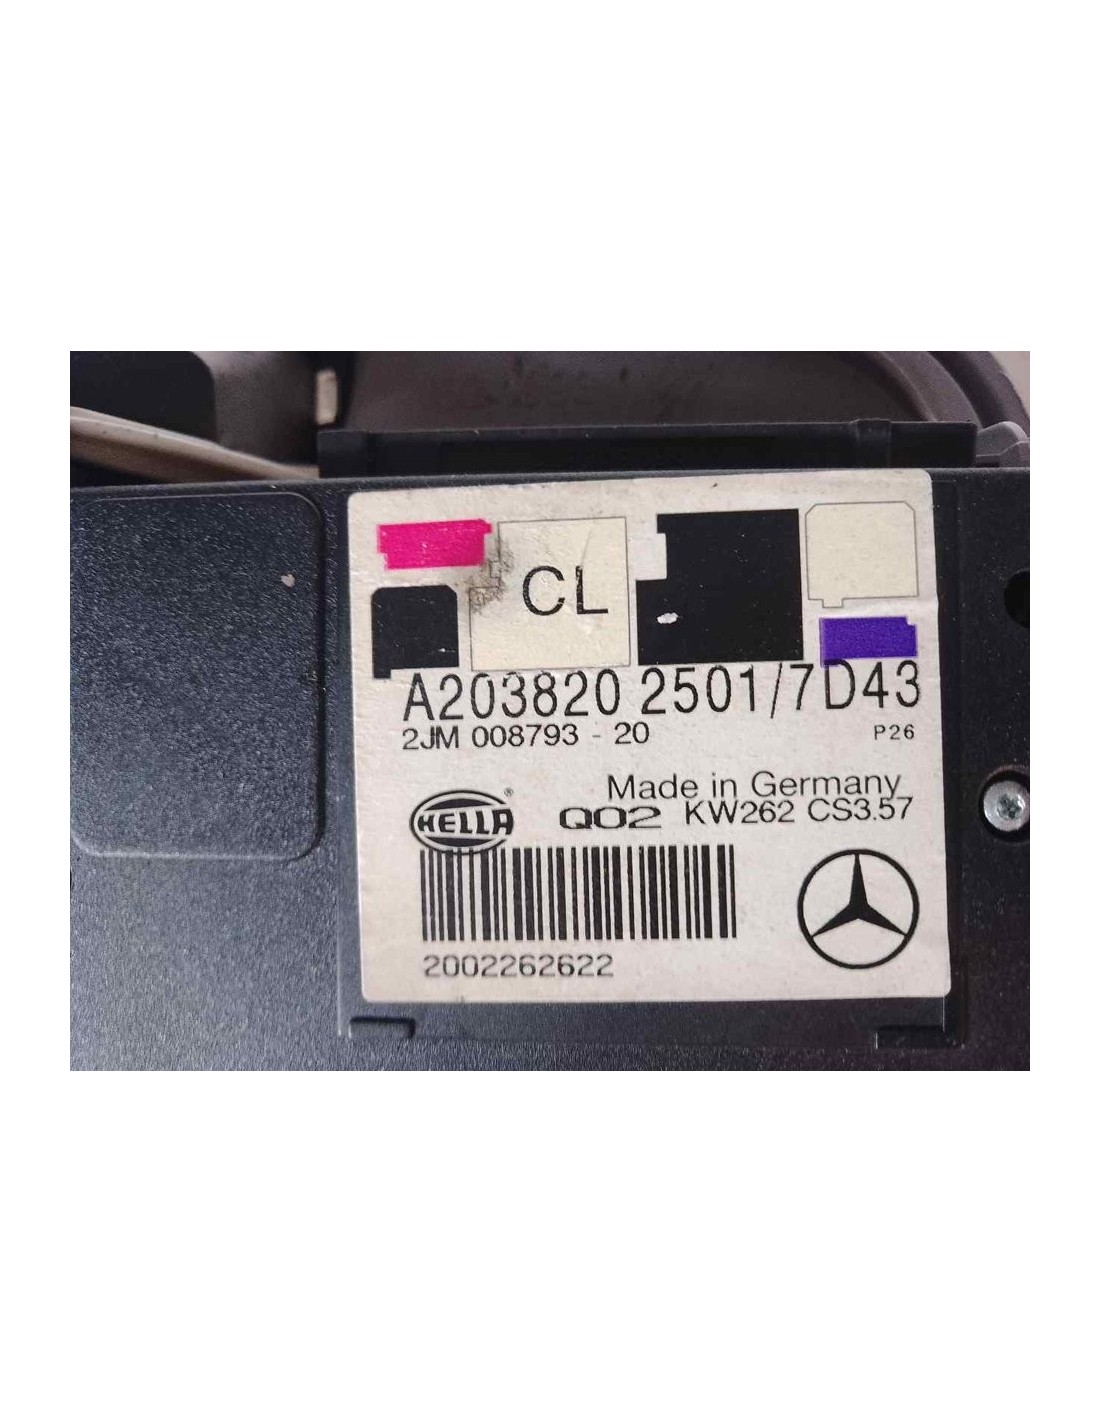 CL
A203820 2501/7D43
2JM 008793 - 20 P26
Made in Germany
HELLA ® Q02 KW262 CS3.57
2002262622